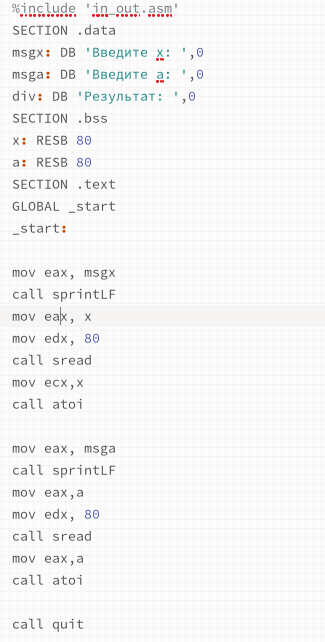 %include 'in_out.asm'
SECTION .data
msgx: DB 'Введите x: ',0
msga: DB 'Введите а: ',0
div: DB 'Результат: ',0
SECTION .bss
x: RESB 80
a: RESB 80
SECTION .text
GLOBAL _start
_start:
mov eax, msgx
call sprintLF
mov eax, x
mov edx, 80
call sread
mov ecx,x
call atoi
mov eax, msga
call sprintLF
mov eax,a
mov edx, 80
call sread
mov eax,a
call atoi
call quit